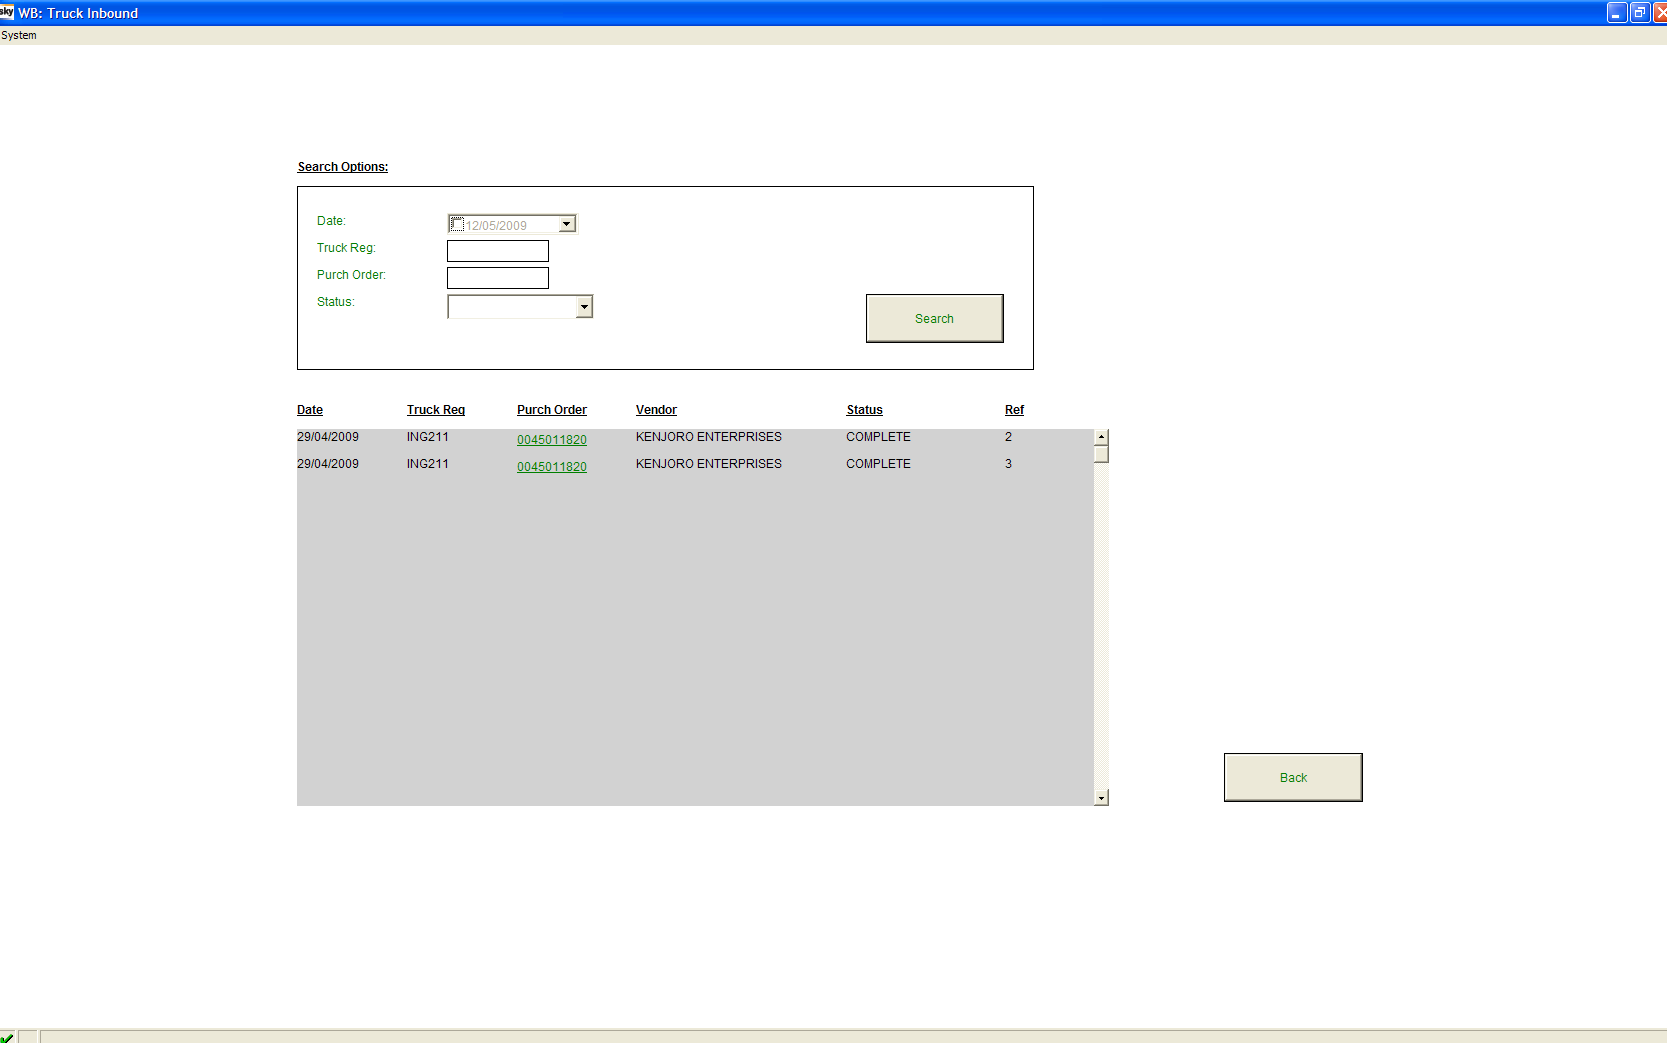 sky WB: Truck Inbound
System
Search Options:
Date: 12/05/2009
Truck Reg:
Purch Order:
Status:
Search
Date Truck Reg Purch Order Vendor Status Ref
29/04/2009 ING211 0045011820 KENJORO ENTERPRISES COMPLETE 2
29/04/2009 ING211 0045011820 KENJORO ENTERPRISES COMPLETE 3
Back